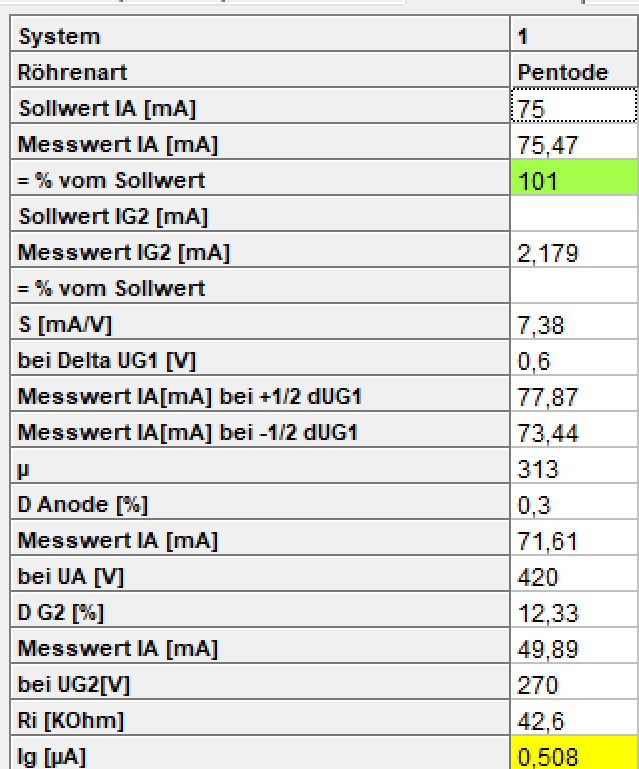 System 1
Röhrenart Pentode
Sollwert IA [mA] 75
Messwert IA [mA] 75,47
= % vom Sollwert 101
Sollwert IG2 [mA]
Messwert IG2 [mA] 2,179
= % vom Sollwert
S [mA/V] 7,38
bei Delta UG1 [V] 0,6
Messwert IA[mA] bei +1/2 dUG1 77,87
Messwert IA[mA] bei -1/2 dUG1 73,44
µ 313
D Anode [%] 0,3
Messwert IA [mA] 71,61
bei UA [V] 420
D G2 [%] 12,33
Messwert IA [mA] 49,89
bei UG2[V] 270
Ri [KOhm] 42,6
Ig [µA] 0,508